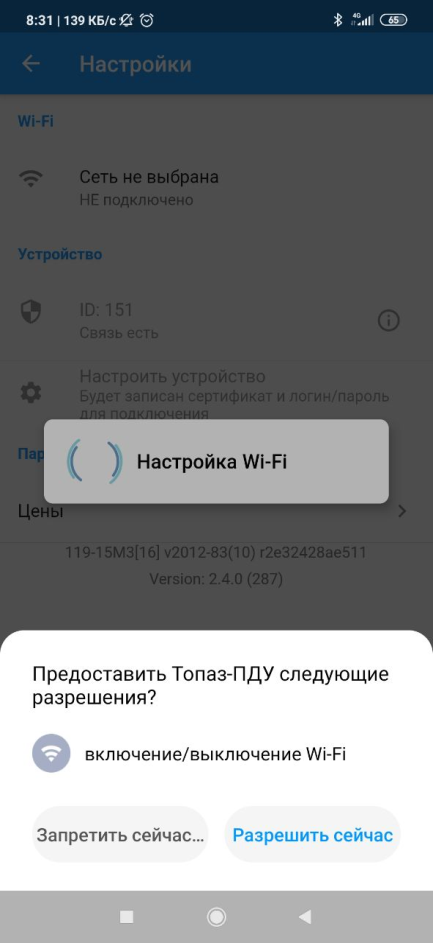 8:31 | 139 КБ/с
4G
65
Настройки
Wi-Fi
Сеть не выбрана
НЕ подключено
Устройство
ID: 151
Связь есть
Настроить устройство
Будет записан сертификат и логин/пароль
для подключения
Настройка Wi-Fi
Пар
Цены
119-15M3[16] v2012-83(10) r2e32428ae511
Version: 2.4.0 (287)
Предоставить Топаз-ПДУ следующие
разрешения?
включение/выключение Wi-Fi
Запретить сейчас...
Разрешить сейчас